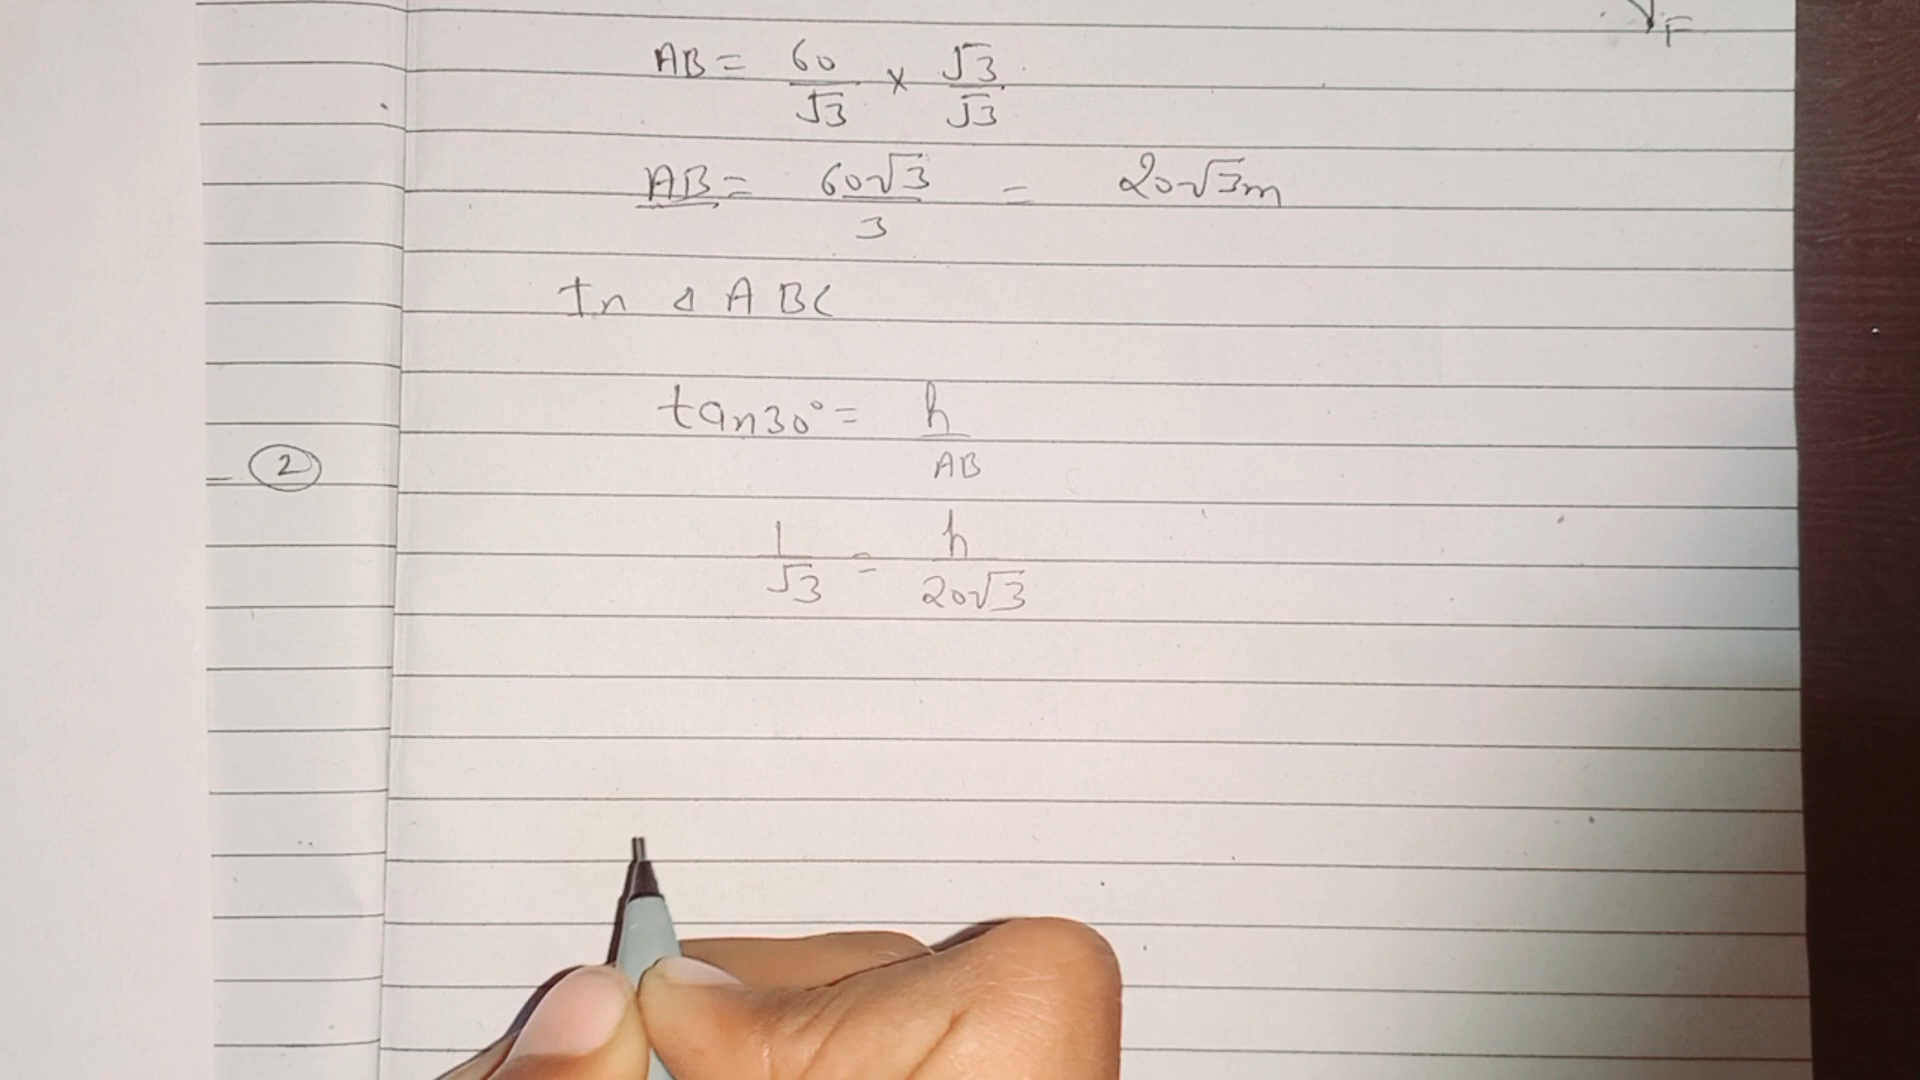 F
AB = 60/√3 × √3/√3
AB = 60√3/3 = 20√3m
In △ ABC
tan30° = h/AB
2
1/√3 = h/20√3